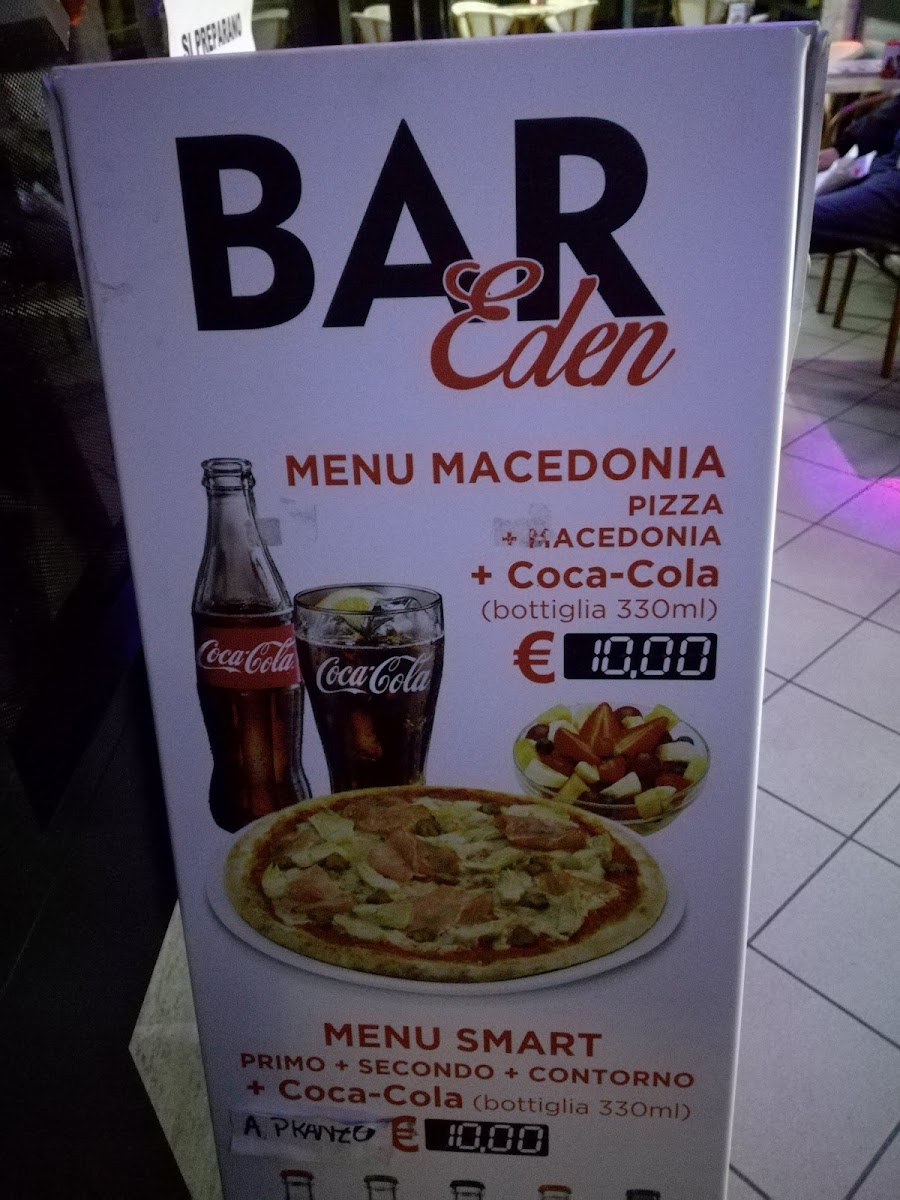 SI PREPARANO
BAR
Eden
MENU MACEDONIA
PIZZA
+ MACEDONIA
+ Coca-Cola
(bottiglia 330ml)
€ 10,00
Coca-Cola
Coca-Cola
MENU SMART
PRIMO + SECONDO + CONTORNO
+ Coca-Cola (bottiglia 330ml)
A PRANZO € 10,00